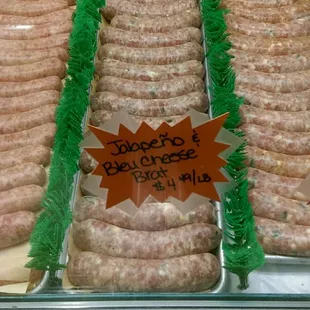 Jalapeño &
Bleu Cheese
Brat
$4.49/LB